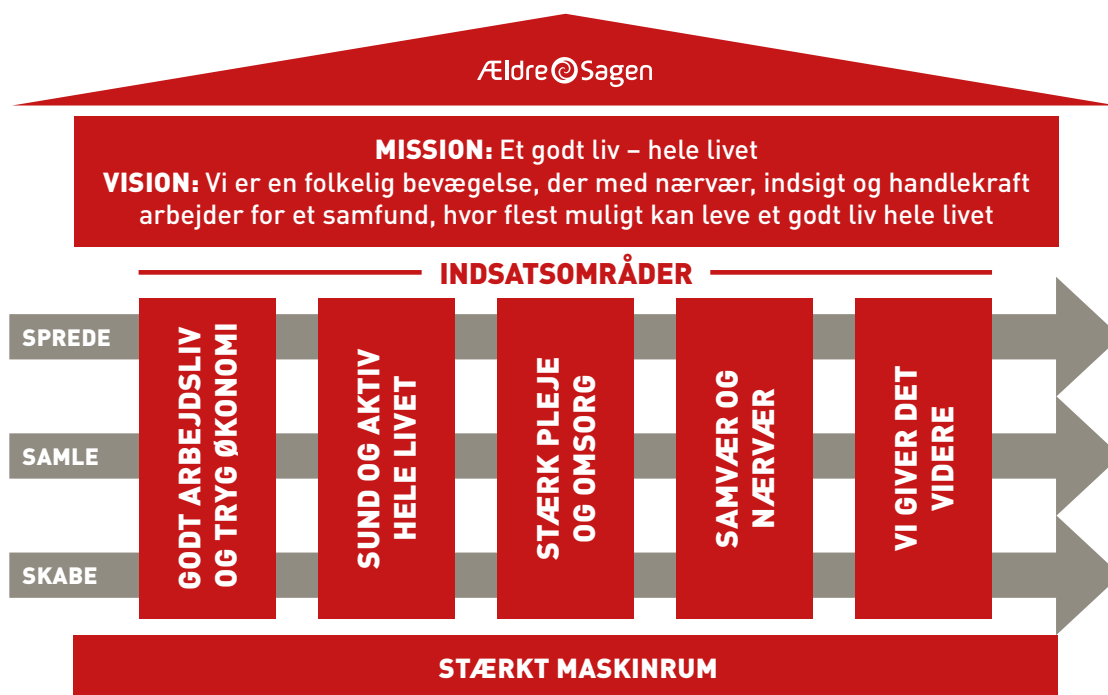 Ældre Sagen
MISSION: Et godt liv – hele livet
VISION: Vi er en folkelig bevægelse, der med nærvær, indsigt og handlekraft
arbejder for et samfund, hvor flest muligt kan leve et godt liv hele livet
INDSATSOMRÅDER
SPREDE
SAMLE
SKABE
GODT ARBEJDSLIV
OG TRYG ØKONOMI
SUND OG AKTIV
HELE LIVET
STÆRK PLEJE
OG OMSORG
SAMVÆR OG
NÆRVÆR
VI GIVER DET
VIDERE
STÆRKT MASKINRUM